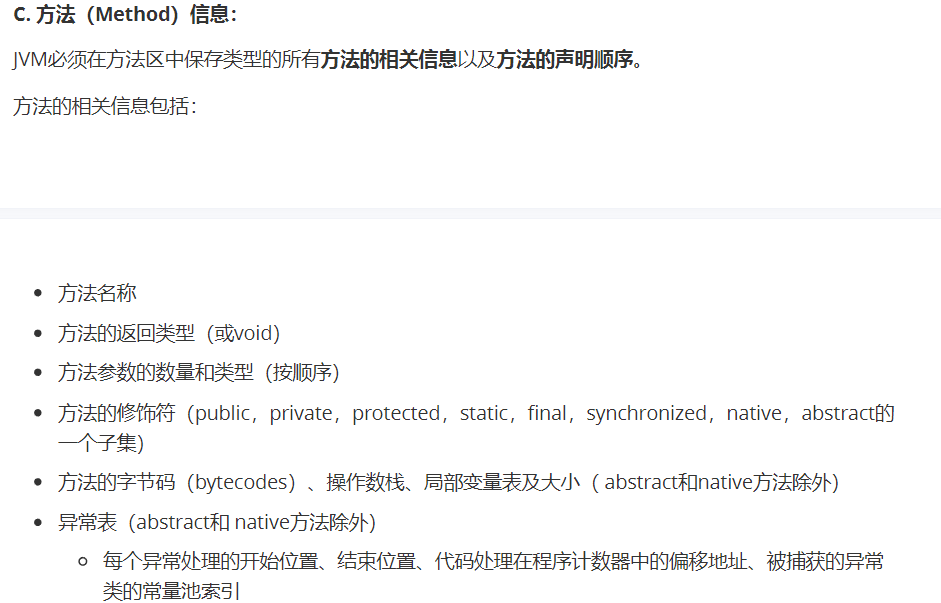 C. 方法（Method）信息：
JVM必须在方法区中保存类型的所有方法的相关信息以及方法的声明顺序。
方法的相关信息包括：
方法名称
方法的返回类型（或void）
方法参数的数量和类型（按顺序）
方法的修饰符（public，private，protected，static，final，synchronized，native，abstract的
一个子集）
方法的字节码（bytecodes）、操作数栈、局部变量表及大小（ abstract和native方法除外）
异常表（abstract和 native方法除外）
每个异常处理的开始位置、结束位置、代码处理在程序计数器中的偏移地址、被捕获的异常
类的常量池索引